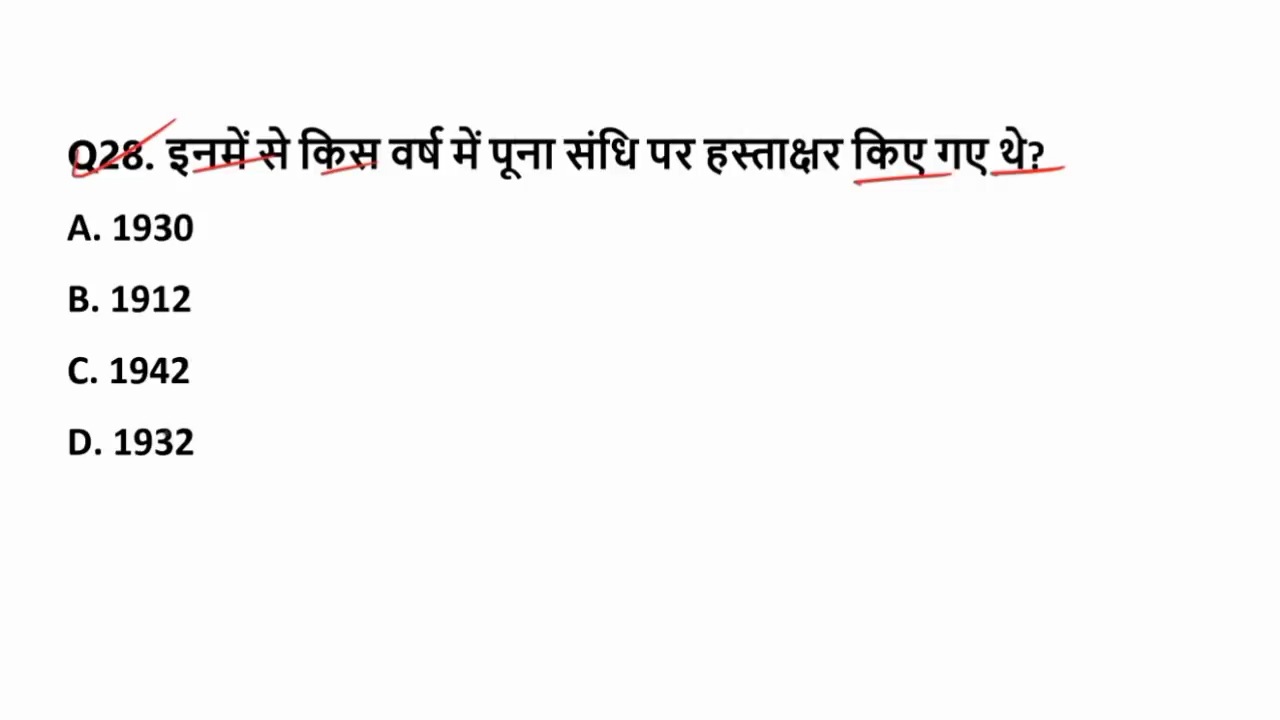 Q28. इनमें से किस वर्ष में पूना संधि पर हस्ताक्षर किए गए थे?
A. 1930
B. 1912
C. 1942
D. 1932